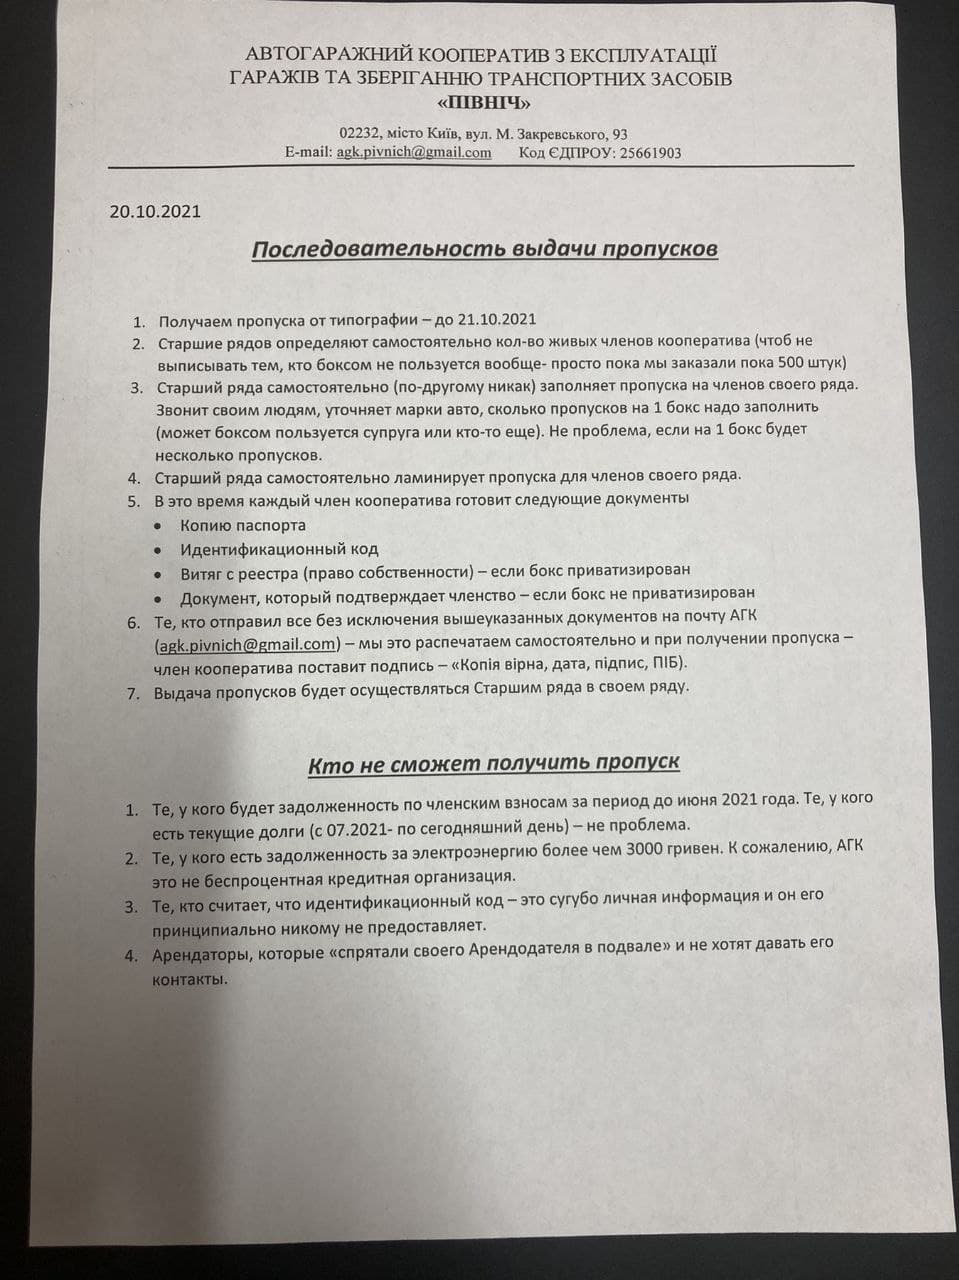 АВТОГАРАЖНИЙ КООПЕРАТИВ З ЕКСПЛУАТАЦІЇ
ГАРАЖІВ ТА ЗБЕРІГАННЮ ТРАНСПОРТНИХ ЗАСОБІВ
«ПІВНІЧ»
02232, місто Київ, вул. М. Закревського, 93
E-mail: agk.pivnich@gmail.com Код ЄДПРОУ: 25661903
20.10.2021
Последовательность выдачи пропусков
1. Получаем пропуска от типографии – до 21.10.2021
2. Старшие рядов определяют самостоятельно кол-во живых членов кооператива (чтоб не
выписывать тем, кто боксом не пользуется вообще- просто пока мы заказали пока 500 штук)
3. Старший ряда самостоятельно (по-другому никак) заполняет пропуска на членов своего ряда.
Звонит своим людям, уточняет марки авто, сколько пропусков на 1 бокс надо заполнить
(может боксом пользуется супруга или кто-то еще). Не проблема, если на 1 бокс будет
несколько пропусков.
4. Старший ряда самостоятельно ламинирует пропуска для членов своего ряда.
5. В это время каждый член кооператива готовит следующие документы
• Копию паспорта
• Идентификационный код
• Витяг с реестра (право собственности) – если бокс приватизирован
• Документ, который подтверждает членство – если бокс не приватизирован
6. Те, кто отправил все без исключения вышеуказанных документов на почту АГК
(agk.pivnich@gmail.com) – мы это распечатаем самостоятельно и при получении пропуска –
член кооператива поставит подпись – «Копія вірна, дата, підпис, ПІБ).
7. Выдача пропусков будет осуществляться Старшим ряда в своем ряду.
Кто не сможет получить пропуск
1. Те, у кого будет задолженность по членским взносам за период до июня 2021 года. Те, у кого
есть текущие долги (с 07.2021- по сегодняшний день) – не проблема.
2. Те, у кого есть задолженность за электроэнергию более чем 3000 гривен. К сожалению, АГК
это не беспроцентная кредитная организация.
3. Те, кто считает, что идентификационный код – это сугубо личная информация и он его
принципиально никому не предоставляет.
4. Арендаторы, которые «спрятали своего Арендодателя в подвале» и не хотят давать его
контакты.